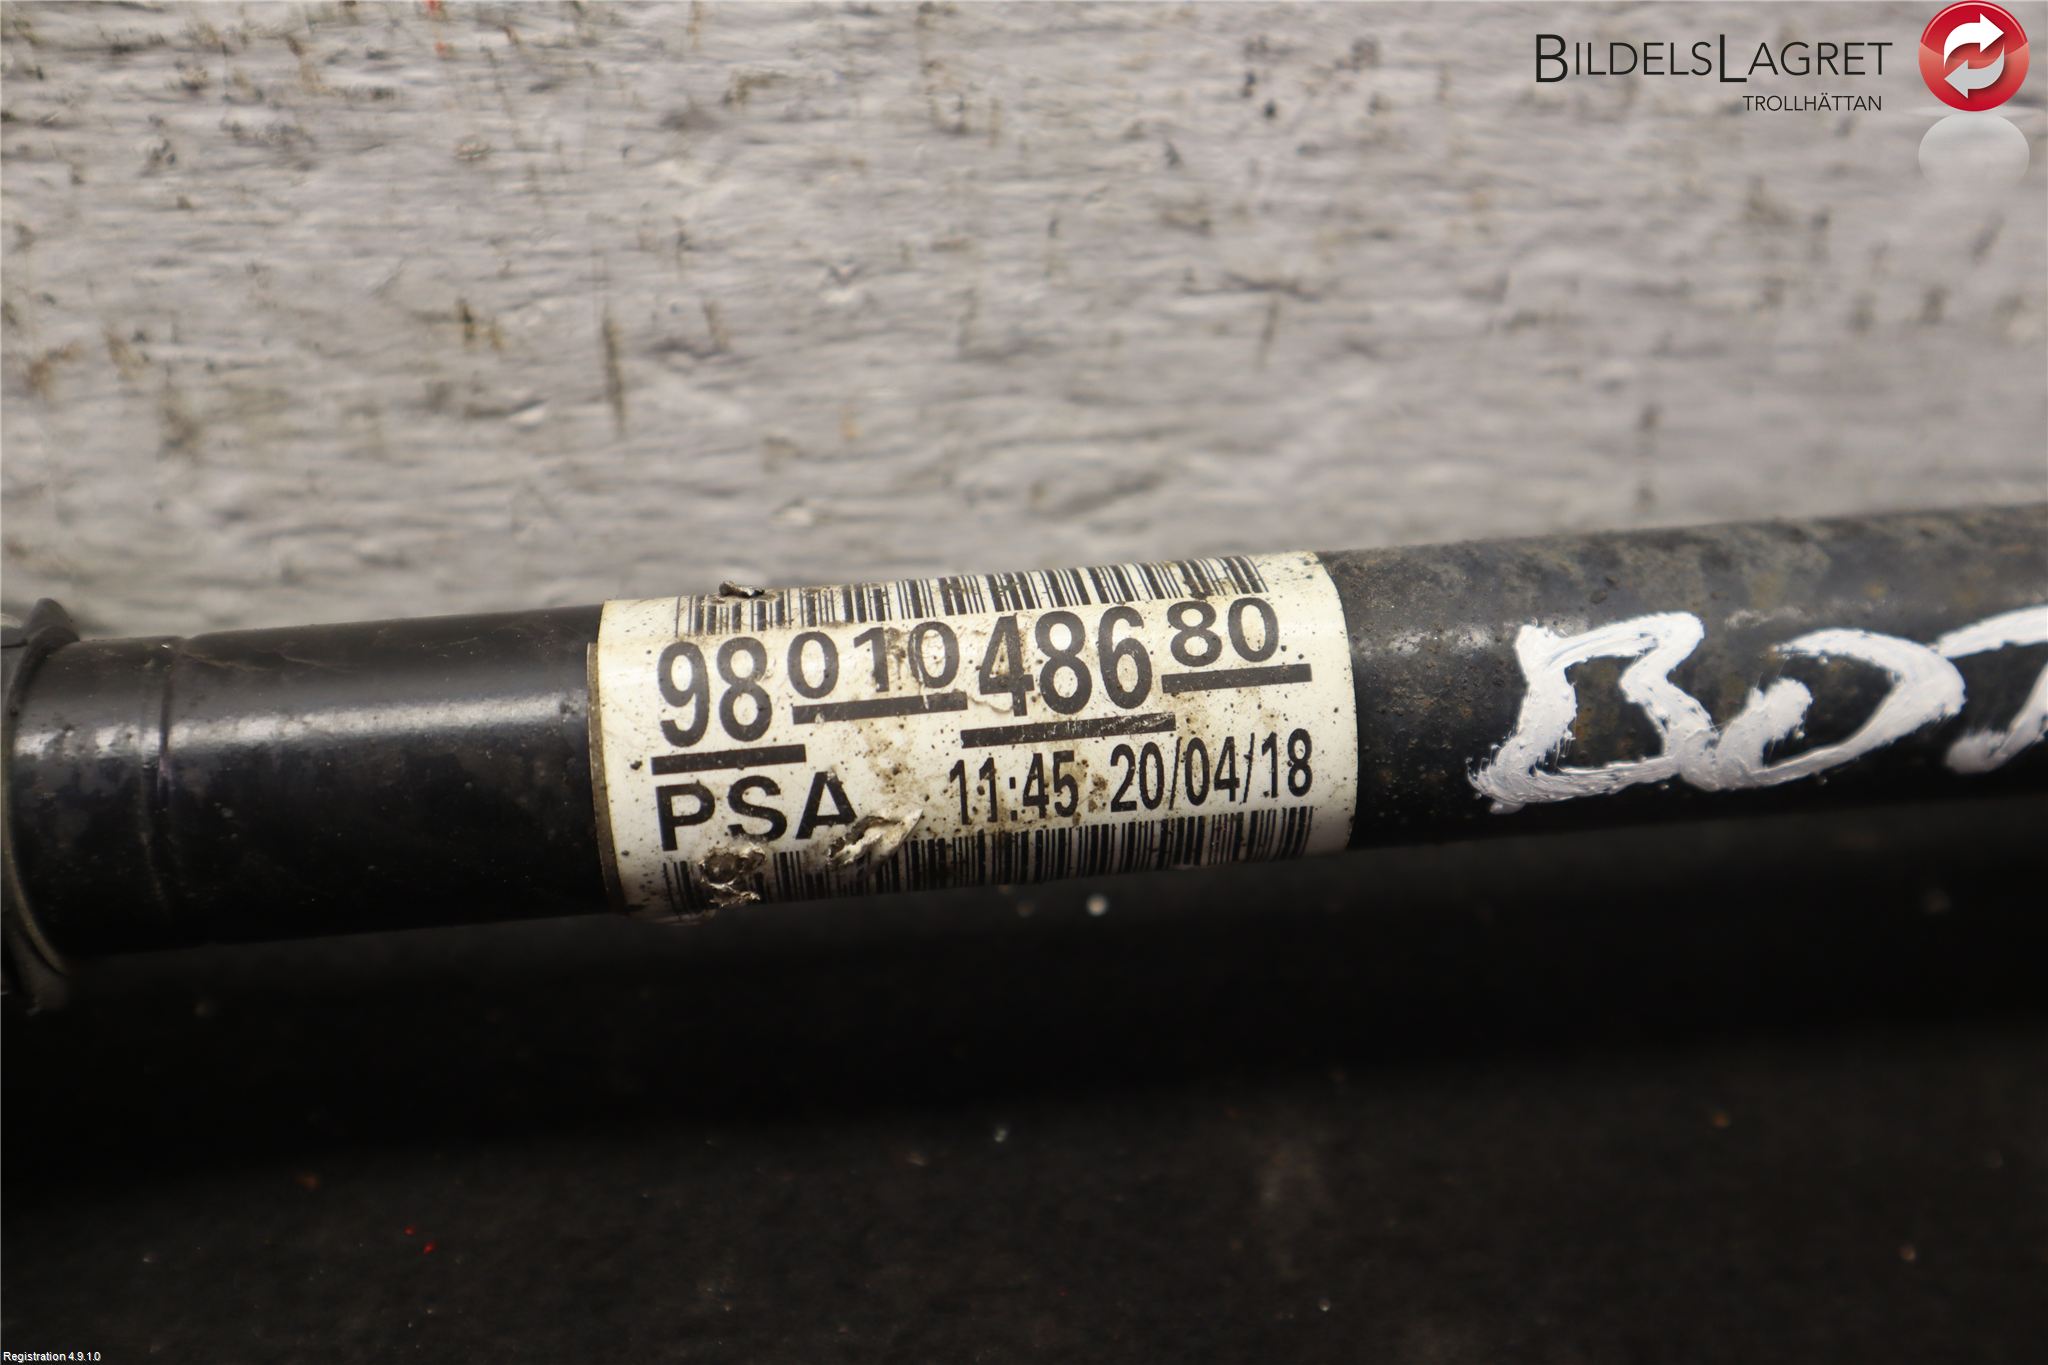 BILDELSLAGRET
TROLLHÄTTAN
9801048680
PSA 11:45 20/04/18
Registration 4.9.1.0